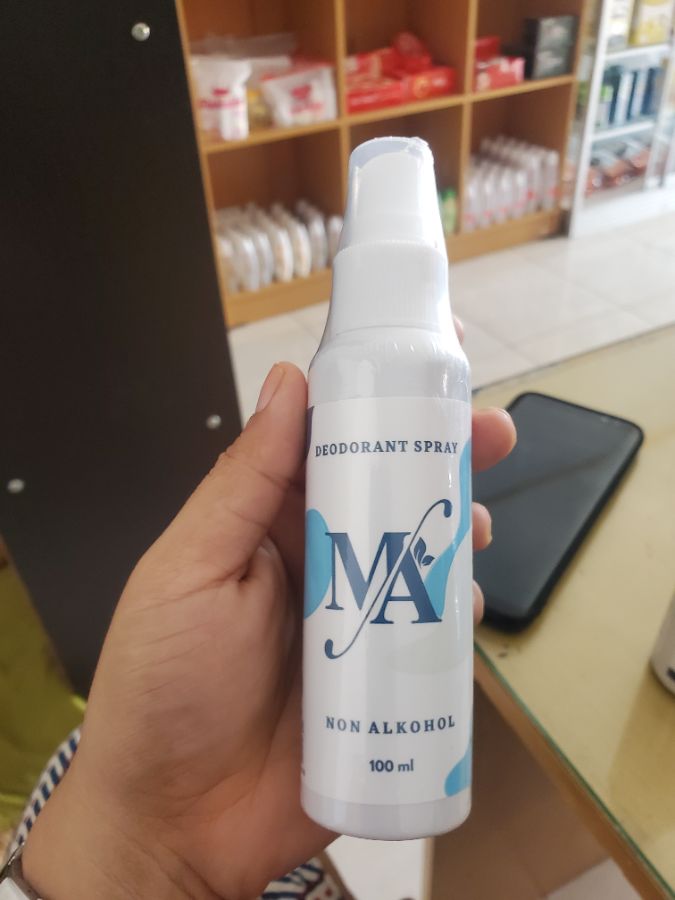 DEODORANT SPRAY
MA
NON ALKOHOL
100 ml